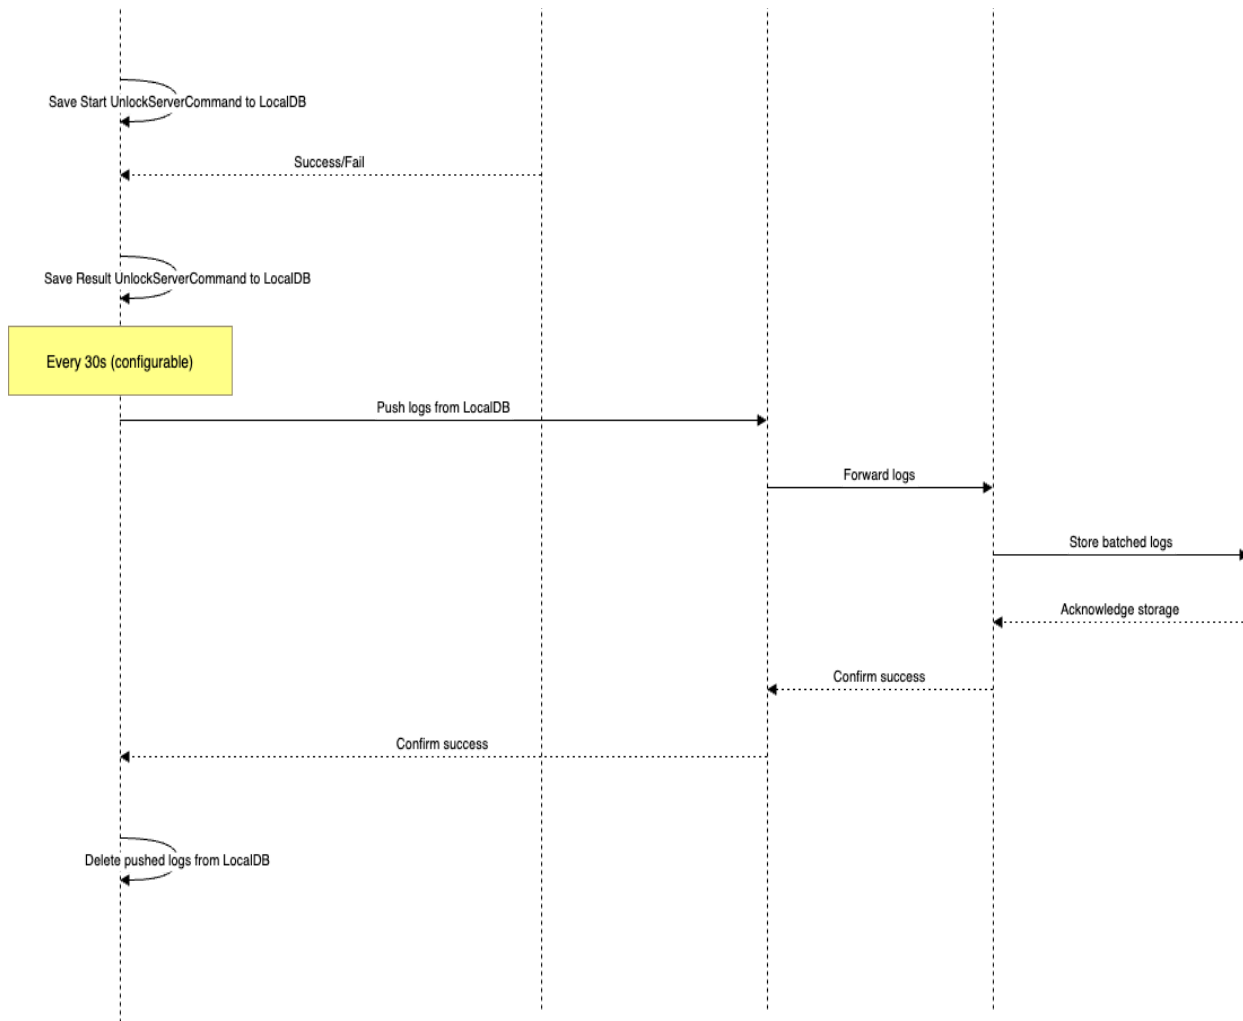 Save Start UnlockServerCommand to LocalDB
Success/Fail
Save Result UnlockServerCommand to LocalDB
Every 30s (configurable)
Push logs from LocalDB
Forward logs
Store batched logs
Acknowledge storage
Confirm success
Confirm success
Delete pushed logs from LocalDB